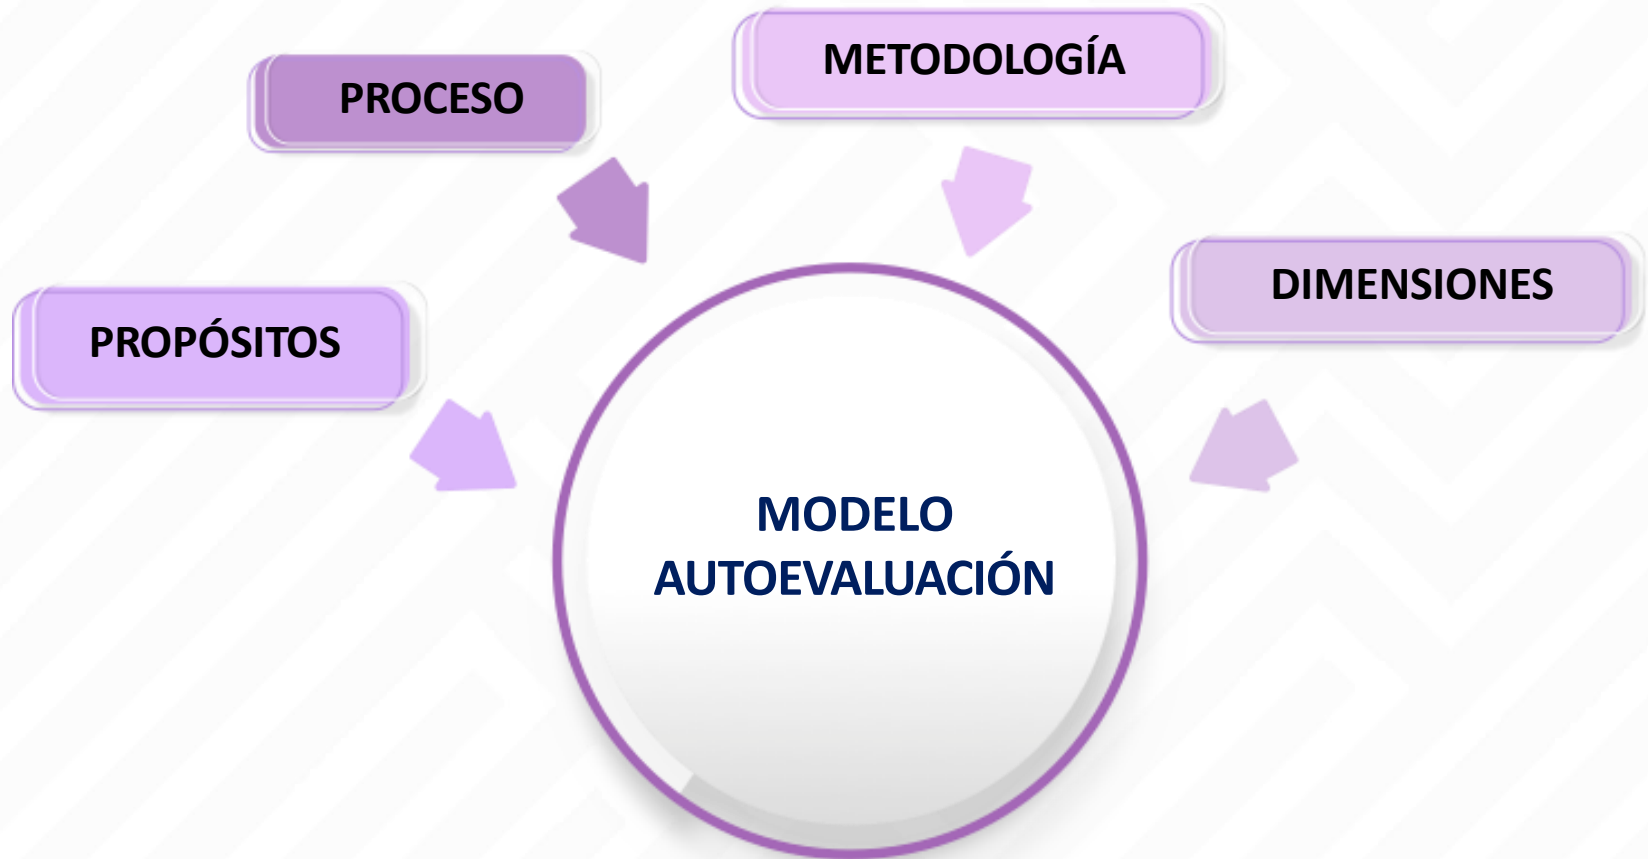 METODOLOGÍA
PROCESO
DIMENSIONES
PROPÓSITOS
MODELO
AUTOEVALUACIÓN